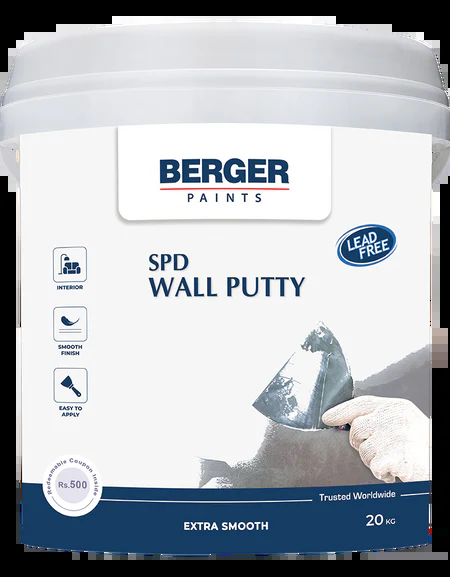 BERGER
PAINTS
LEAD
FREE
SPD
WALL PUTTY
INTERIOR
SMOOTH
FINISH
EASY TO
APPLY
Redeemable Coupon Inside
Rs.500
Trusted Worldwide
EXTRA SMOOTH
20 KG